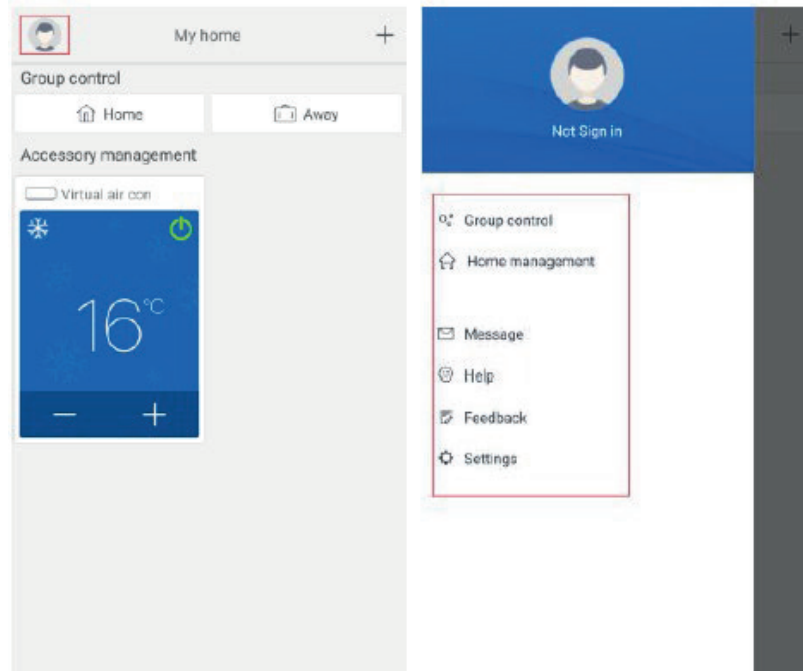 My home
Group control
Home
Away
Accessory management
Virtual air con
16°C
Not Sign in
Group control
Home management
Message
Help
Feedback
Settings